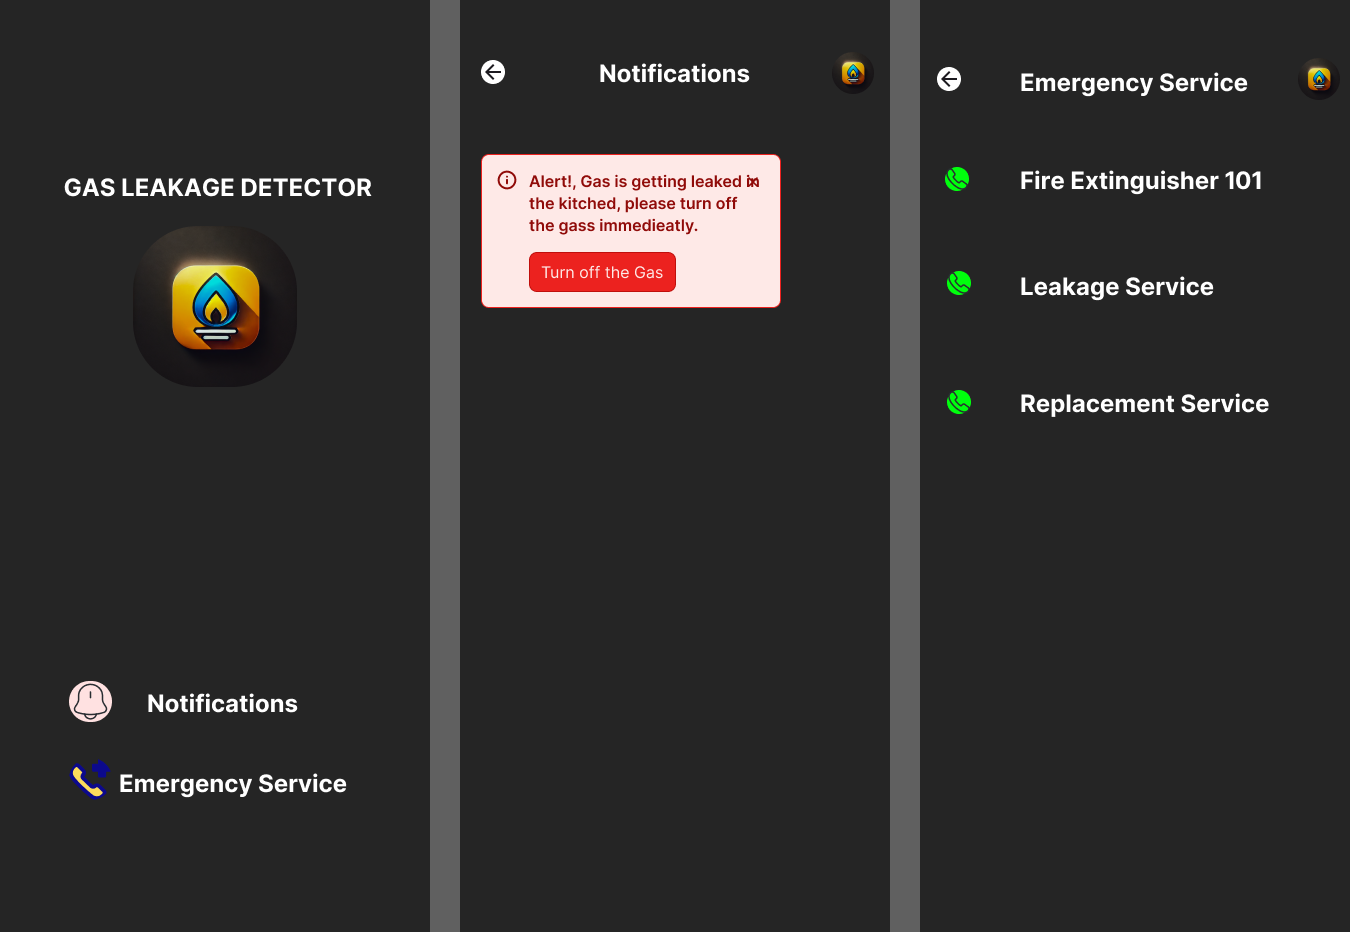 GAS LEAKAGE DETECTOR
Notifications
Emergency Service
Notifications
Alert!, Gas is getting leaked in
the kitched, please turn off
the gass immedieatly.
Turn off the Gas
Emergency Service
Fire Extinguisher 101
Leakage Service
Replacement Service